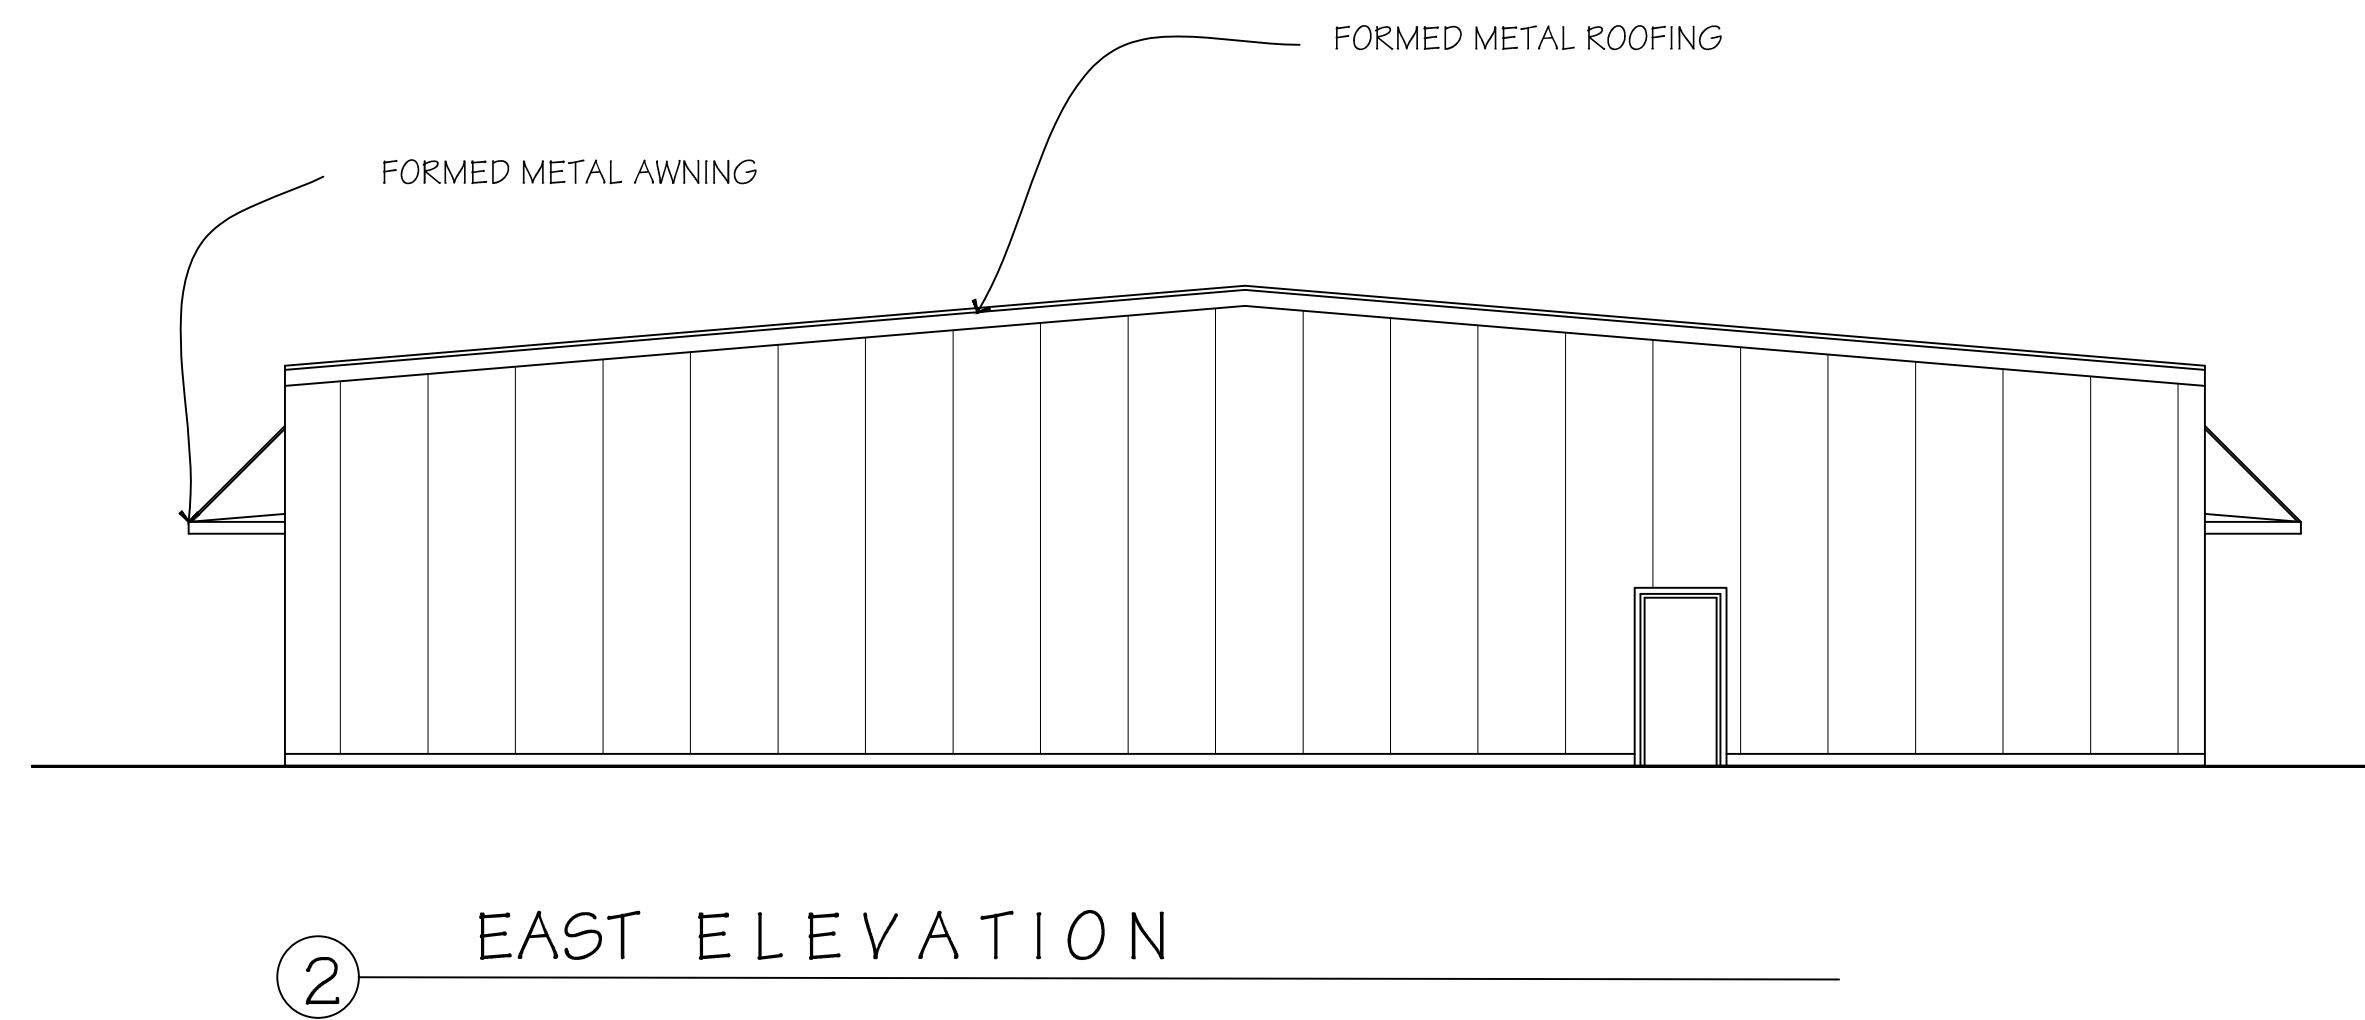 FORMED METAL ROOFING
FORMED METAL AWNING
EAST ELEVATION
2